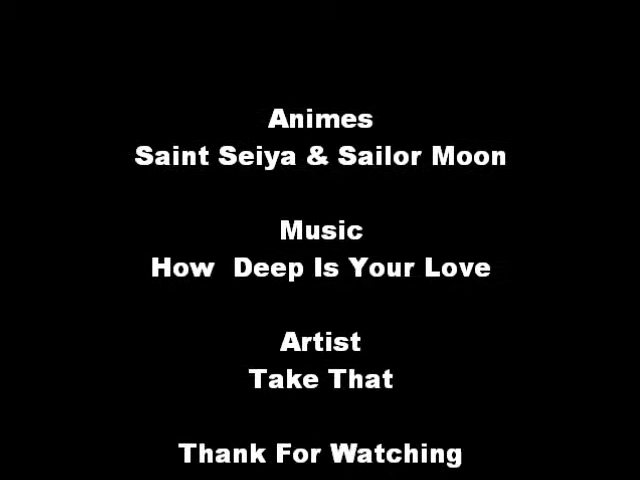 Animes
Saint Seiya & Sailor Moon
Music
How  Deep Is Your Love
Artist
Take That
Thank For Watching